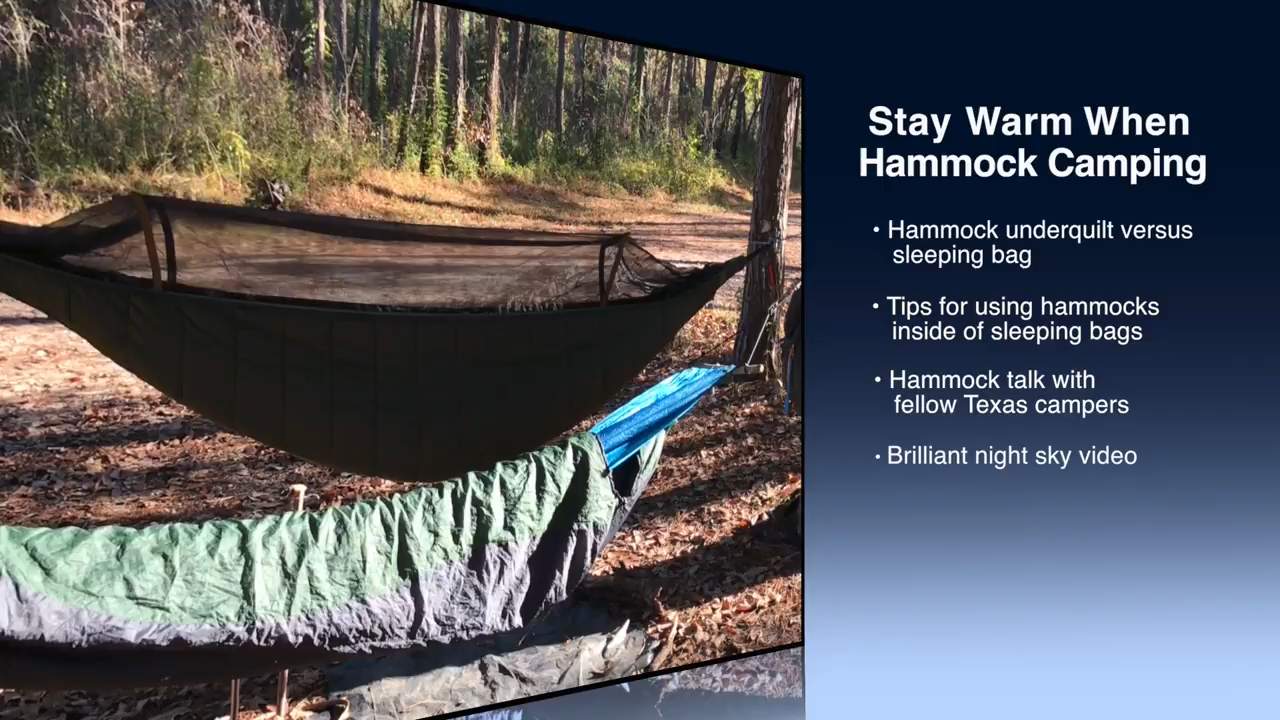 Stay Warm When
Hammock Camping
• Hammock underquilt versus
sleeping bag
• Tips for using hammocks
inside of sleeping bags
• Hammock talk with
fellow Texas campers
• Brilliant night sky video